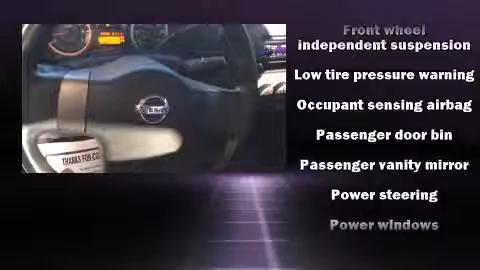 Front wheel
independent suspension
Low tire pressure warning
Occupant sensing airbag
Passenger door bin
Passenger vanity mirror
Power steering
Power windows
THANKS FOR